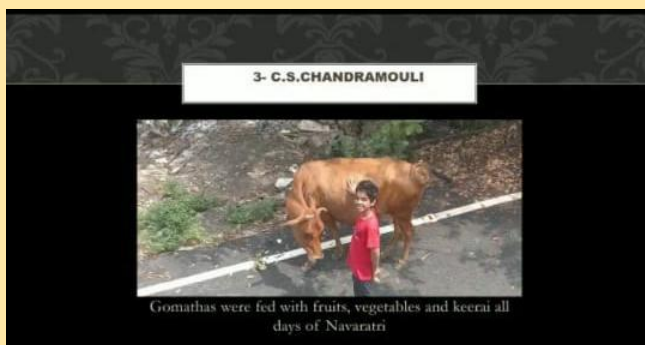 3- C.S.CHANDRAMOULI
Gomathas were fed with fruits, vegetables and keerai all
days of Navaratri